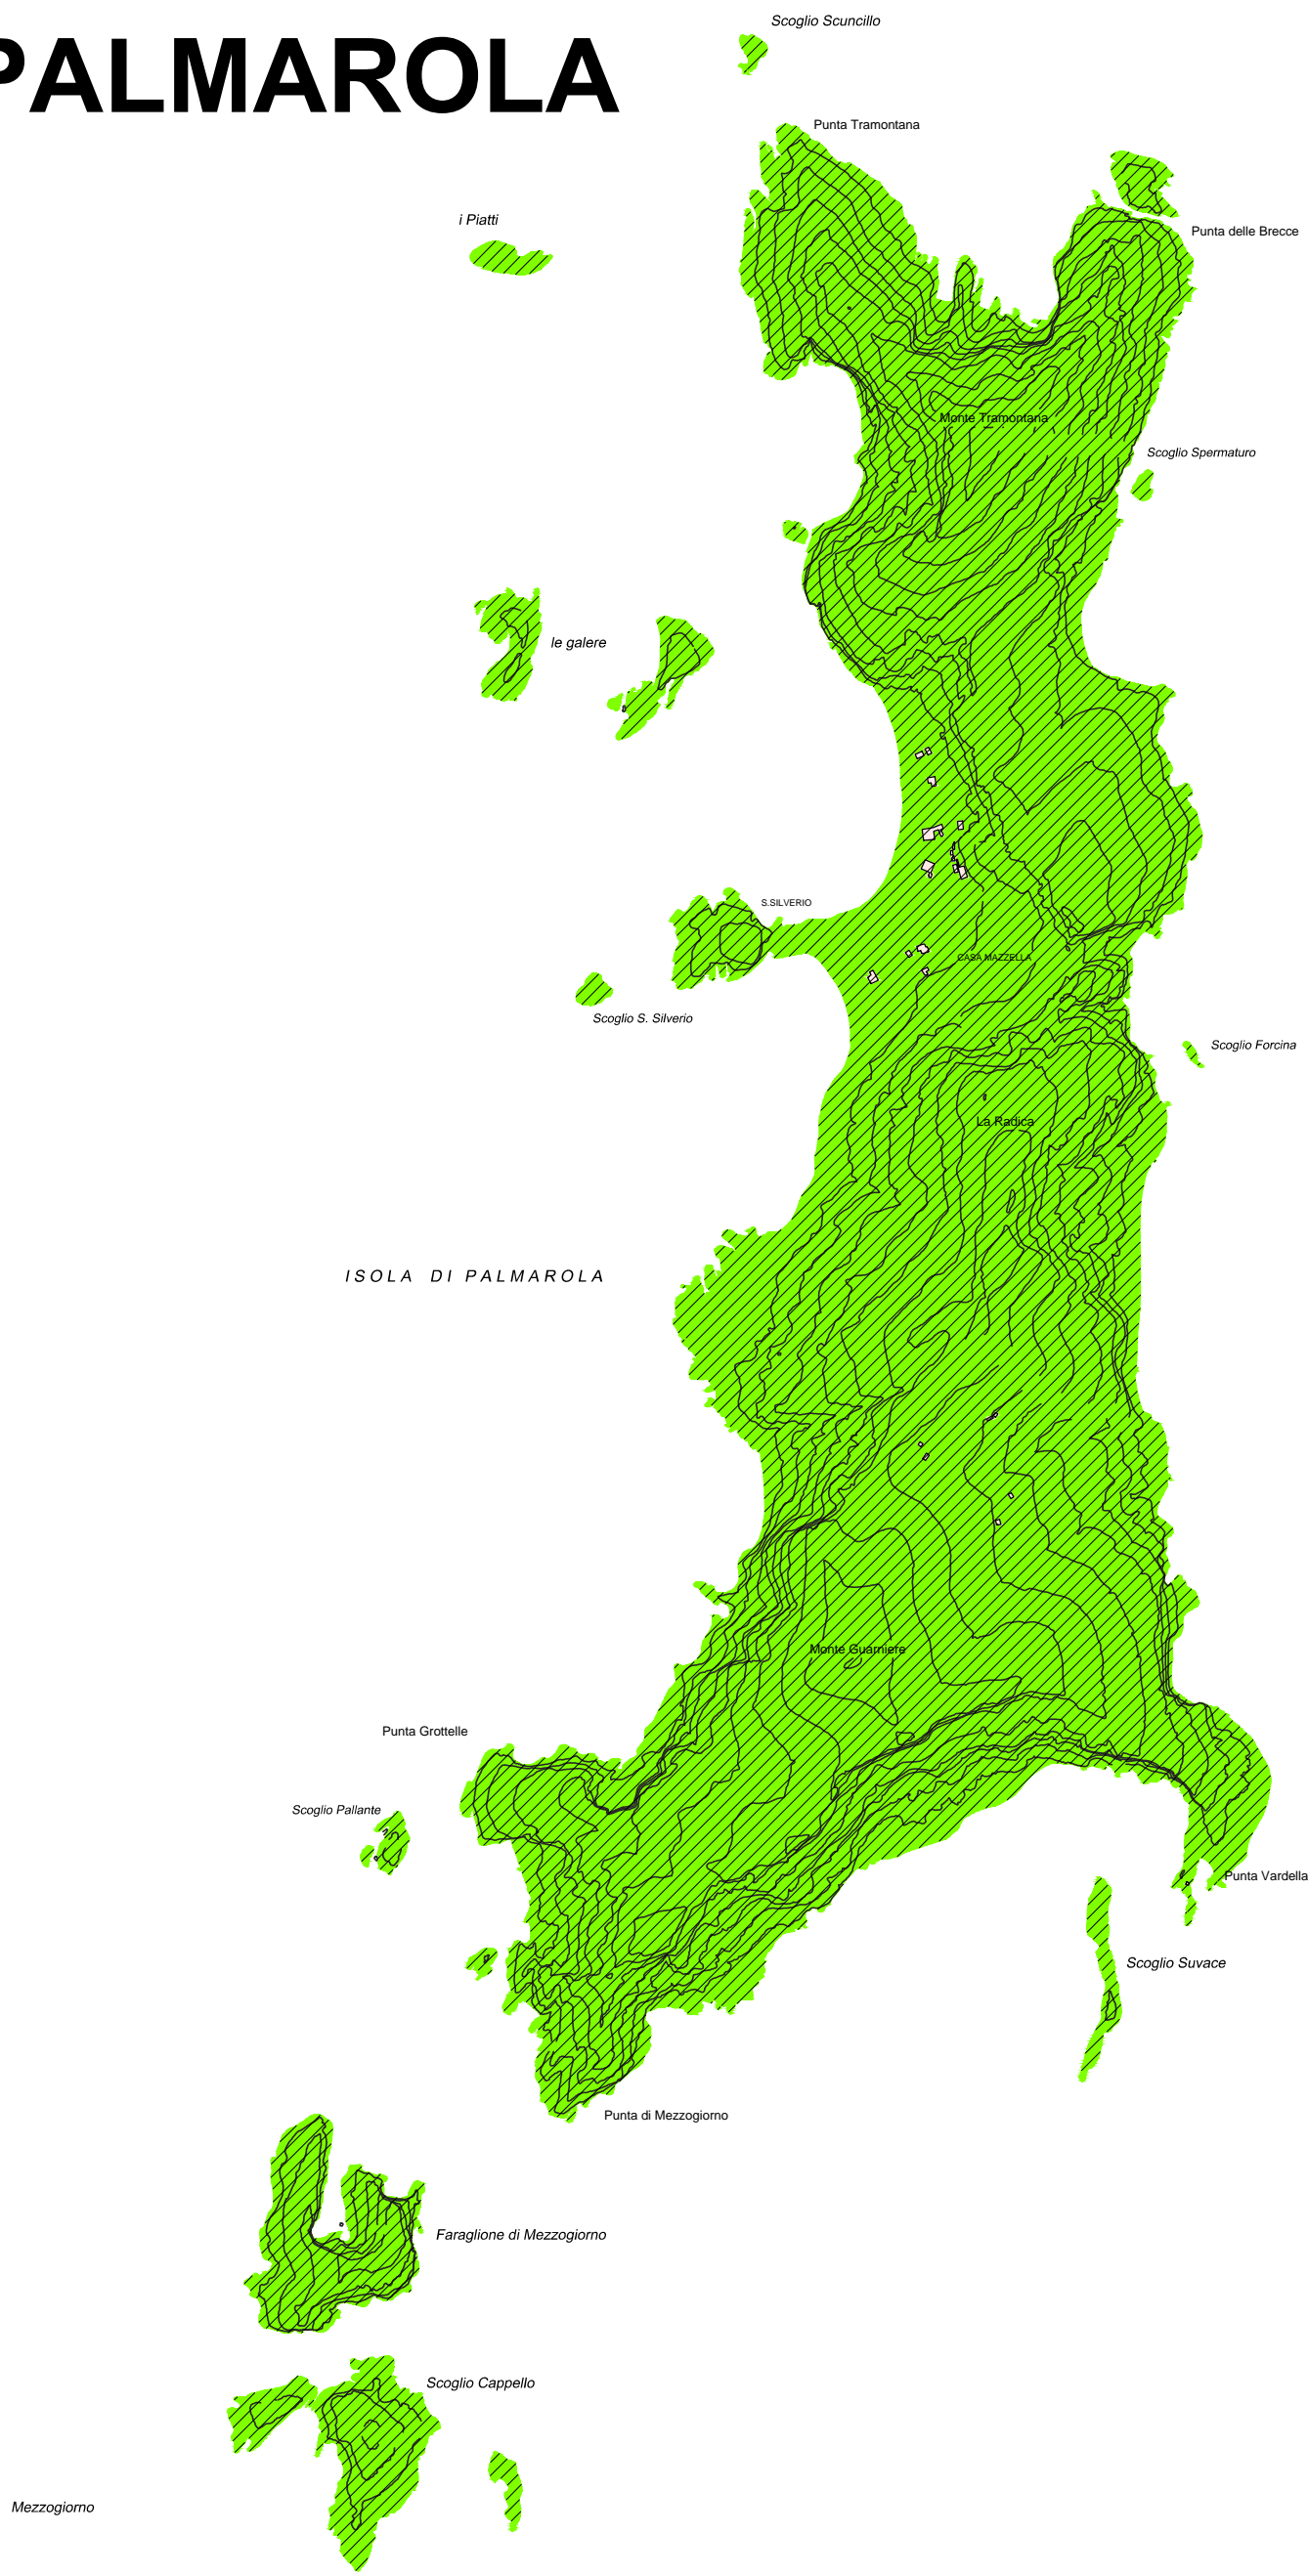 PALMAROLA
Scoglio Scuncillo
Punta Tramontana
i Piatti
Punta delle Brecce
Monte Tramontana
Scoglio Spermaturo
le galere
S.SILVERIO
CASA MAZZELLA
Scoglio S. Silverio
Scoglio Forcina
La Radica
ISOLA DI PALMAROLA
Monte Guarniere
Punta Grottelle
Scoglio Pallante
Punta Vardella
Scoglio Suvace
Punta di Mezzogiorno
Faraglione di Mezzogiorno
Scoglio Cappello
Mezzogiorno